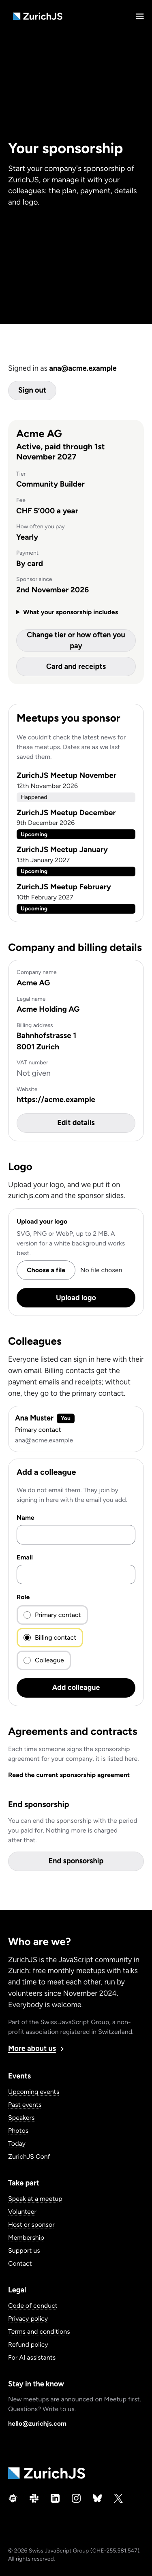 ZurichJS
Your sponsorship
Start your company's sponsorship of
ZurichJS, or manage it with your
colleagues: the plan, payment, details
and logo.
Signed in as ana@acme.example
Sign out
Acme AG
Active, paid through 1st
November 2027
Tier
Community Builder
Fee
CHF 5'000 a year
How often you pay
Yearly
Payment
By card
Sponsor since
2nd November 2026
What your sponsorship includes
Change tier or how often you
pay
Card and receipts
Meetups you sponsor
We couldn't check the latest news for
these meetups. Dates are as we last
saved them.
ZurichJS Meetup November
12th November 2026
Happened
ZurichJS Meetup December
9th December 2026
Upcoming
ZurichJS Meetup January
13th January 2027
Upcoming
ZurichJS Meetup February
10th February 2027
Upcoming
Company and billing details
Company name
Acme AG
Legal name
Acme Holding AG
Billing address
Bahnhofstrasse 1
8001 Zurich
VAT number
Not given
Website
https://acme.example
Edit details
Logo
Upload your logo, and we put it on
zurichjs.com and the sponsor slides.
Upload your logo
SVG, PNG or WebP, up to 2 MB. A
version for a white background works
best.
Choose a file No file chosen
Upload logo
Colleagues
Everyone listed can sign in here with their
own email. Billing contacts get the
payment emails and receipts; without
one, they go to the primary contact.
Ana Muster You
Primary contact
ana@acme.example
Add a colleague
We do not email them. They join by
signing in here with the email you add.
Name
Email
Role
Primary contact
Billing contact
Colleague
Add colleague
Agreements and contracts
Each time someone signs the sponsorship
agreement for your company, it is listed here.
Read the current sponsorship agreement
End sponsorship
You can end the sponsorship with the period
you paid for. Nothing more is charged
after that.
End sponsorship
Who are we?
ZurichJS is the JavaScript community in
Zurich: free monthly meetups with talks
and time to meet each other, run by
volunteers since November 2024.
Everybody is welcome.
Part of the Swiss JavaScript Group, a non-
profit association registered in Switzerland.
More about us
Events
Upcoming events
Past events
Speakers
Photos
Today
ZurichJS Conf
Take part
Speak at a meetup
Volunteer
Host or sponsor
Membership
Support us
Contact
Legal
Code of conduct
Privacy policy
Terms and conditions
Refund policy
For AI assistants
Stay in the know
New meetups are announced on Meetup first.
Questions? Write to us.
hello@zurichjs.com
ZurichJS
© 2026 Swiss JavaScript Group (CHE-255.581.547).
All rights reserved.